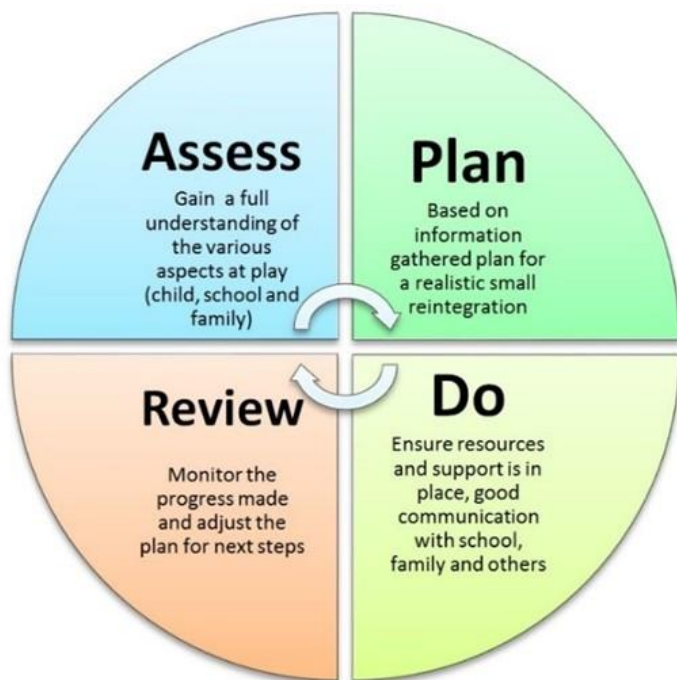 Assess
Gain a full
understanding of
the various
aspects at play
(child, school and
family)
Plan
Based on
information
gathered plan for
a realistic small
reintegration
Review
Monitor the
progress made
and adjust the
plan for next steps
Do
Ensure resources
and support is in
place, good
communication
with school,
family and others